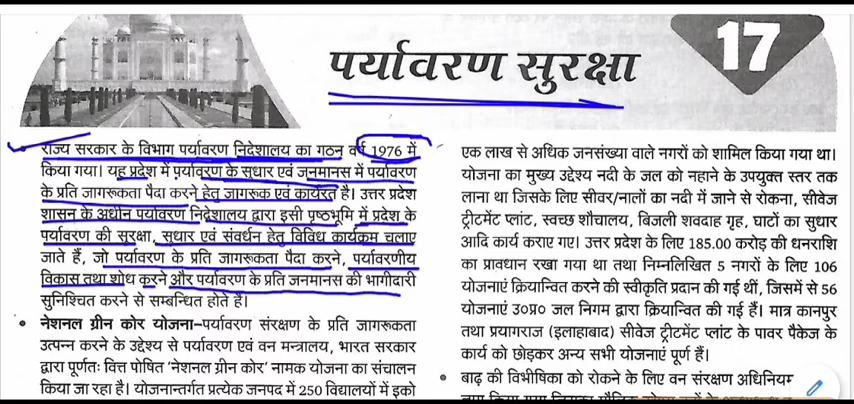 17
पर्यावरण सुरक्षा
राज्य सरकार के विभाग पर्यावरण निदेशालय का गठन वर्ष 1976 में
किया गया। यह प्रदेश में पर्यावरण के सुधार एवं जनमानस में पर्यावरण
के प्रति जागरूकता पैदा करने हेतु जागरूक एवं कार्यरत है। उत्तर प्रदेश
शासन के अधीन पर्यावरण निदेशालय द्वारा इसी पृष्ठभूमि में प्रदेश के
पर्यावरण की सुरक्षा, सुधार एवं संवर्धन हेतु विविध कार्यक्रम चलाए
जाते हैं, जो पर्यावरण के प्रति जागरूकता पैदा करने, पर्यावरणीय
विकास तथा शोध करने और पर्यावरण के प्रति जनमानस की भागीदारी
सुनिश्चित करने से सम्बन्धित होते हैं।
• नेशनल ग्रीन कोर योजना–पर्यावरण संरक्षण के प्रति जागरूकता
उत्पन्न करने के उद्देश्य से पर्यावरण एवं वन मन्त्रालय, भारत सरकार
द्वारा पूर्णतः वित्त पोषित 'नेशनल ग्रीन कोर' नामक योजना का संचालन
किया जा रहा है। योजनान्तर्गत प्रत्येक जनपद में 250 विद्यालयों में इको
एक लाख से अधिक जनसंख्या वाले नगरों को शामिल किया गया था।
योजना का मुख्य उद्देश्य नदी के जल को नहाने के उपयुक्त स्तर तक
लाना था जिसके लिए सीवर/नालों का नदी में जाने से रोकना, सीवेज
ट्रीटमेंट प्लांट, स्वच्छ शौचालय, बिजली शवदाह गृह, घाटों का सुधार
आदि कार्य कराए गए। उत्तर प्रदेश के लिए 185.00 करोड़ की धनराशि
का प्रावधान रखा गया था तथा निम्नलिखित 5 नगरों के लिए 106
योजनाएं क्रियान्वित करने की स्वीकृति प्रदान की गई थीं, जिसमें से 56
योजनाएं उ०प्र० जल निगम द्वारा क्रियान्वित की गई हैं। मात्र कानपुर
तथा प्रयागराज (इलाहाबाद) सीवेज ट्रीटमेंट प्लांट के पावर पैकेज के
कार्य को छोड़कर अन्य सभी योजनाएं पूर्ण हैं।
• बाढ़ की विभीषिका को रोकने के लिए वन संरक्षण अधिनियम